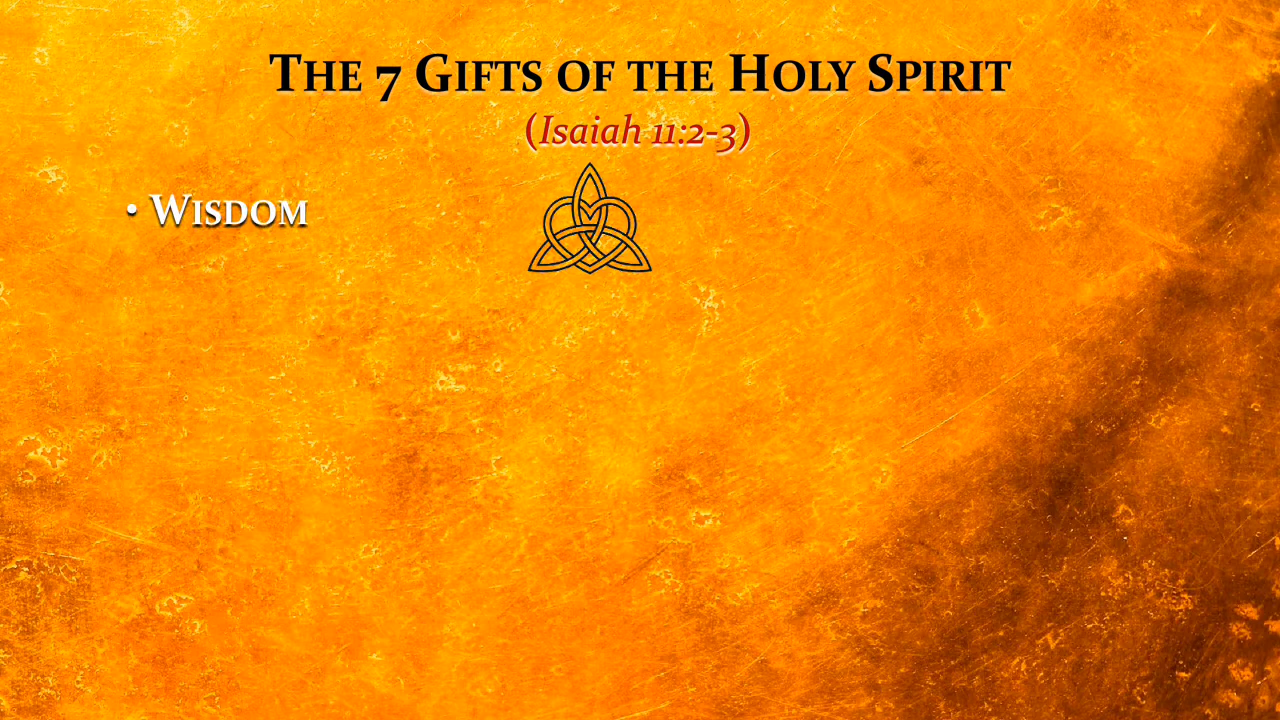 The 7 Gifts of the Holy Spirit
(Isaiah 11:2-3)
• Wisdom